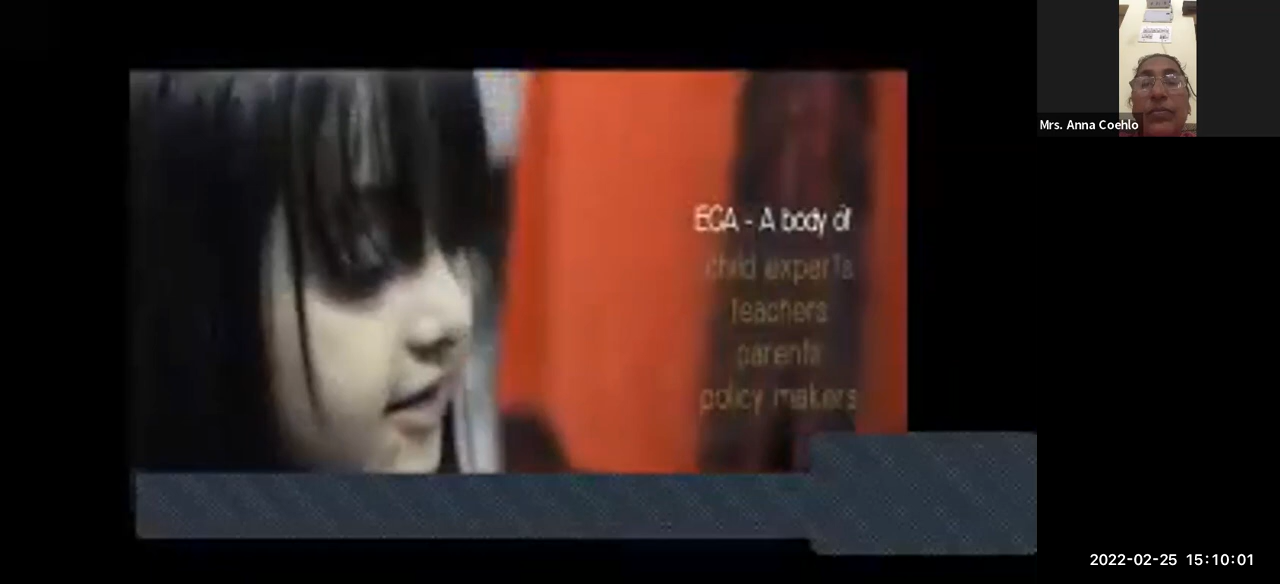 ECA - A body of
child experts
teachers
parents
policy makers
Mrs. Anna Coehlo
2022-02-25 15:10:01